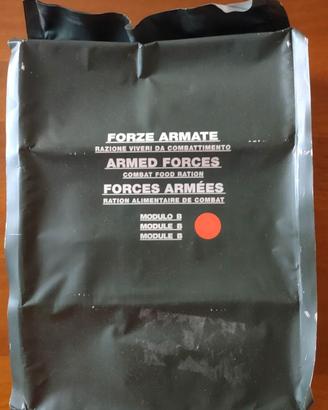 FORZE ARMATE
RAZIONE VIVERI DA COMBATTIMENTO
ARMED FORCES
COMBAT FOOD RATION
FORCES ARMÉES
RATION ALIMENTAIRE DE COMBAT
MODULO B
MODULE B
MODULE B